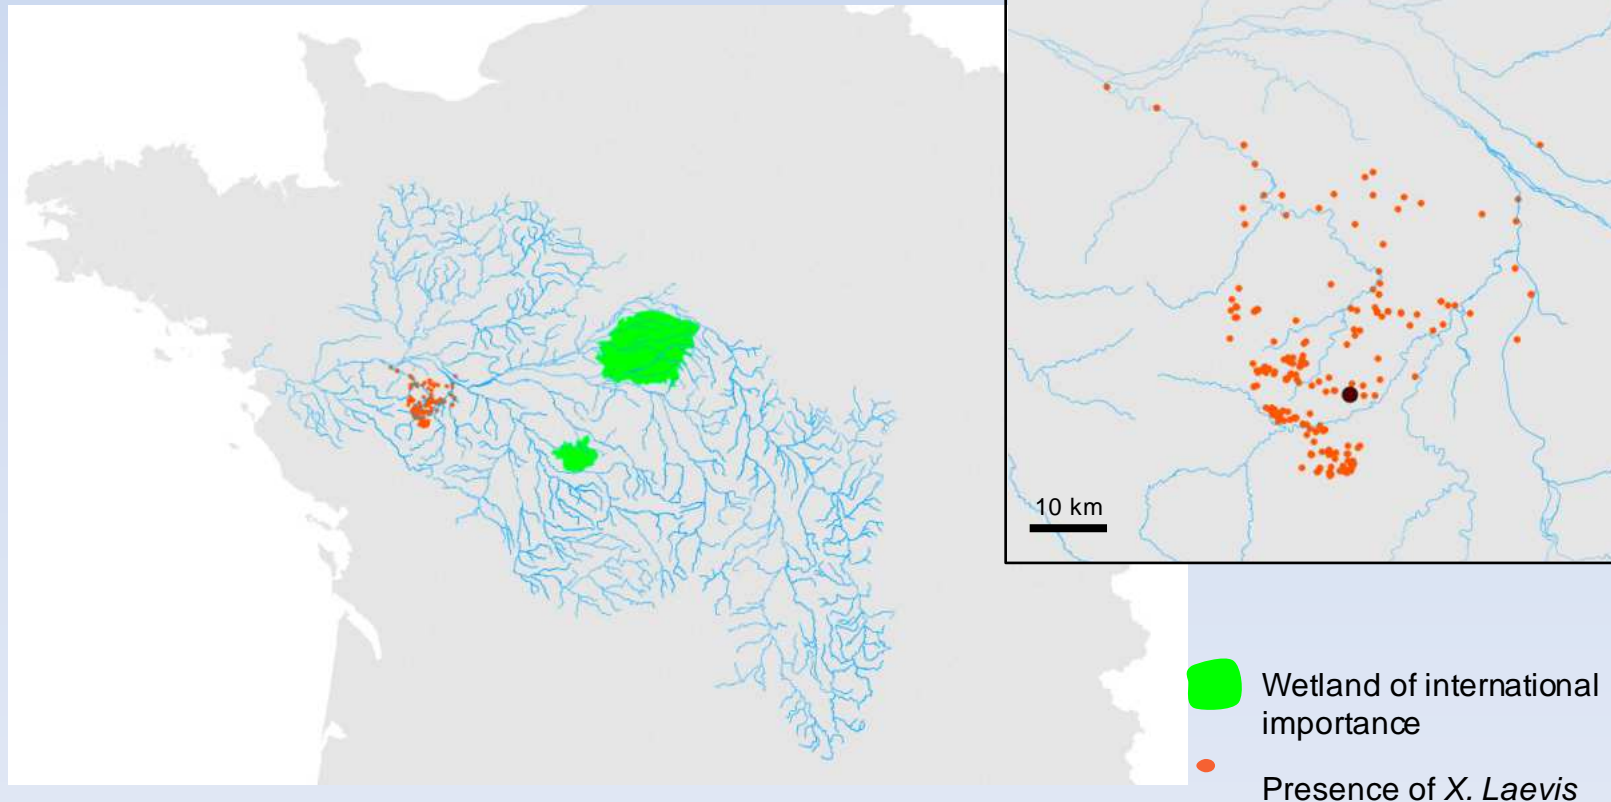 10 km
Wetland of international
importance
Presence of X. Laevis